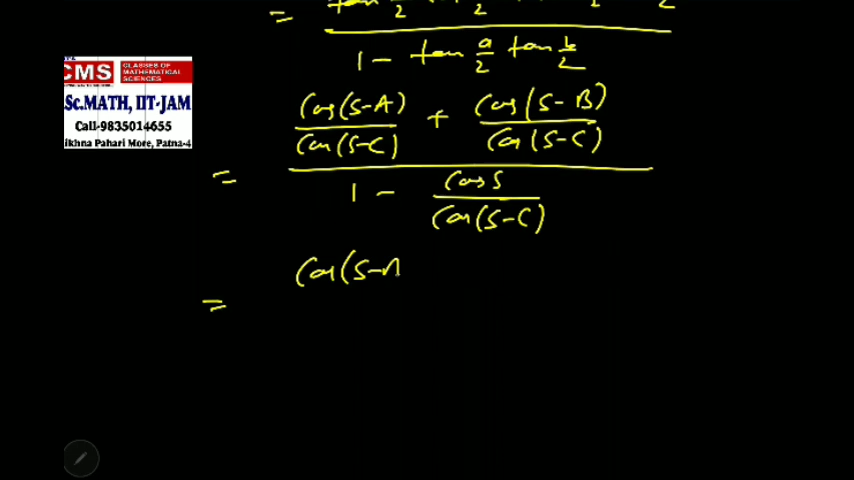 = 
1 - tan a/2 tan b/2
CMS CLASSES OF MATHEMATICAL SCIENCES
Sc.MATH, IIT-JAM
Call-9835014655
ikhna Pahari More, Patna-4
= (cos(S-A)/cos(S-C) + cos(S-B)/cos(S-C)) / (1 - cos S/cos(S-C))
= cos(S-A